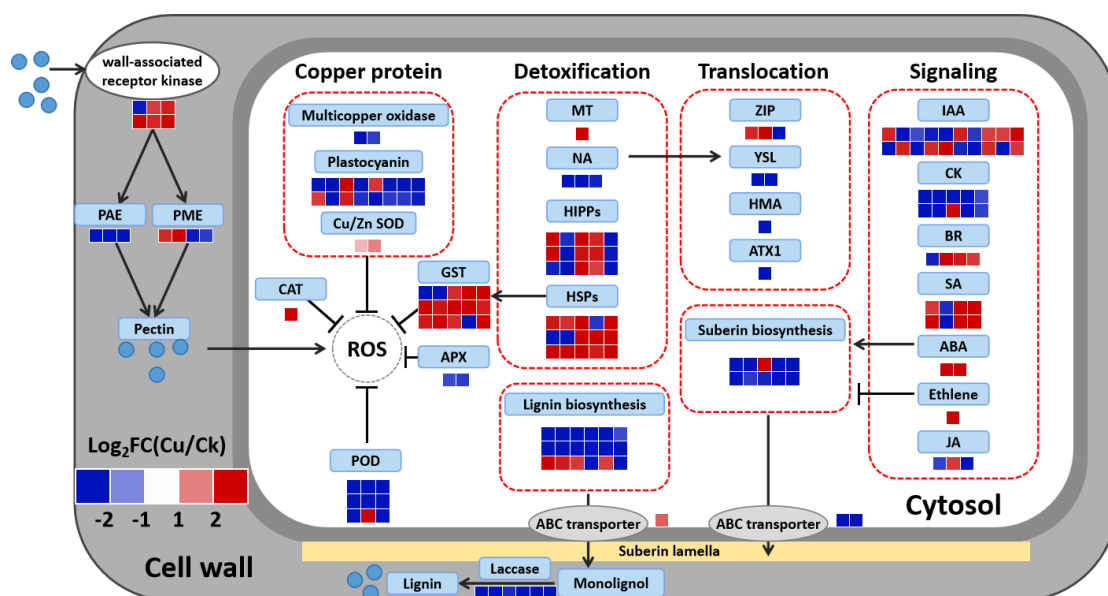 wall-associated
receptor kinase
Copper protein
Detoxification
Translocation
Signaling
Multicopper oxidase
Plastocyanin
Cu/Zn SOD
MT
NA
HIPPs
HSPs
ZIP
YSL
HMA
ATX1
IAA
CK
BR
SA
ABA
Ethlene
JA
PAE
PME
Pectin
CAT
GST
ROS
APX
POD
Suberin biosynthesis
Lignin biosynthesis
Log2FC(Cu/Ck)
-2 -1 1 2
Cytosol
ABC transporter
ABC transporter
Suberin lamella
Cell wall
Lignin
Laccase
Monolignol